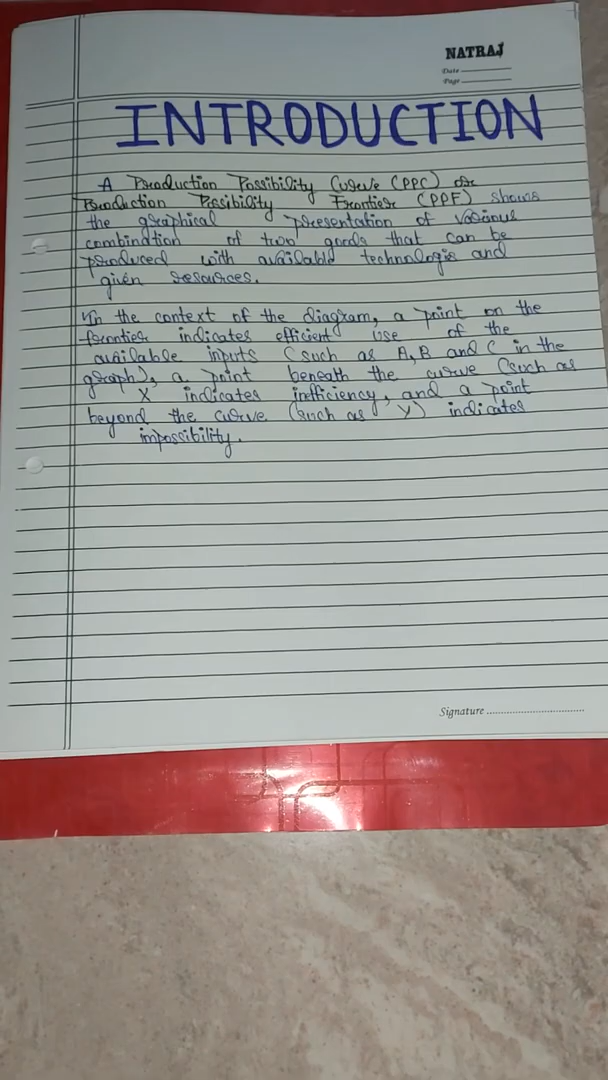 NATRAJ
Date
Page
INTRODUCTION
A Production Possibility Curve (PPC) or
Production Possibility Frontier (PPF) shows
the graphical presentation of various
combination of two goods that can be
produced with available technologis and
given resources.
In the context of the diagram, a point on the
frontier indicates efficient use of the
available inputs (such as A, B and C in the
graph), a point beneath the curve (such as
X indicates inefficiency, and a point
beyond the curve (such as Y) indicates
impossibility.
Signature